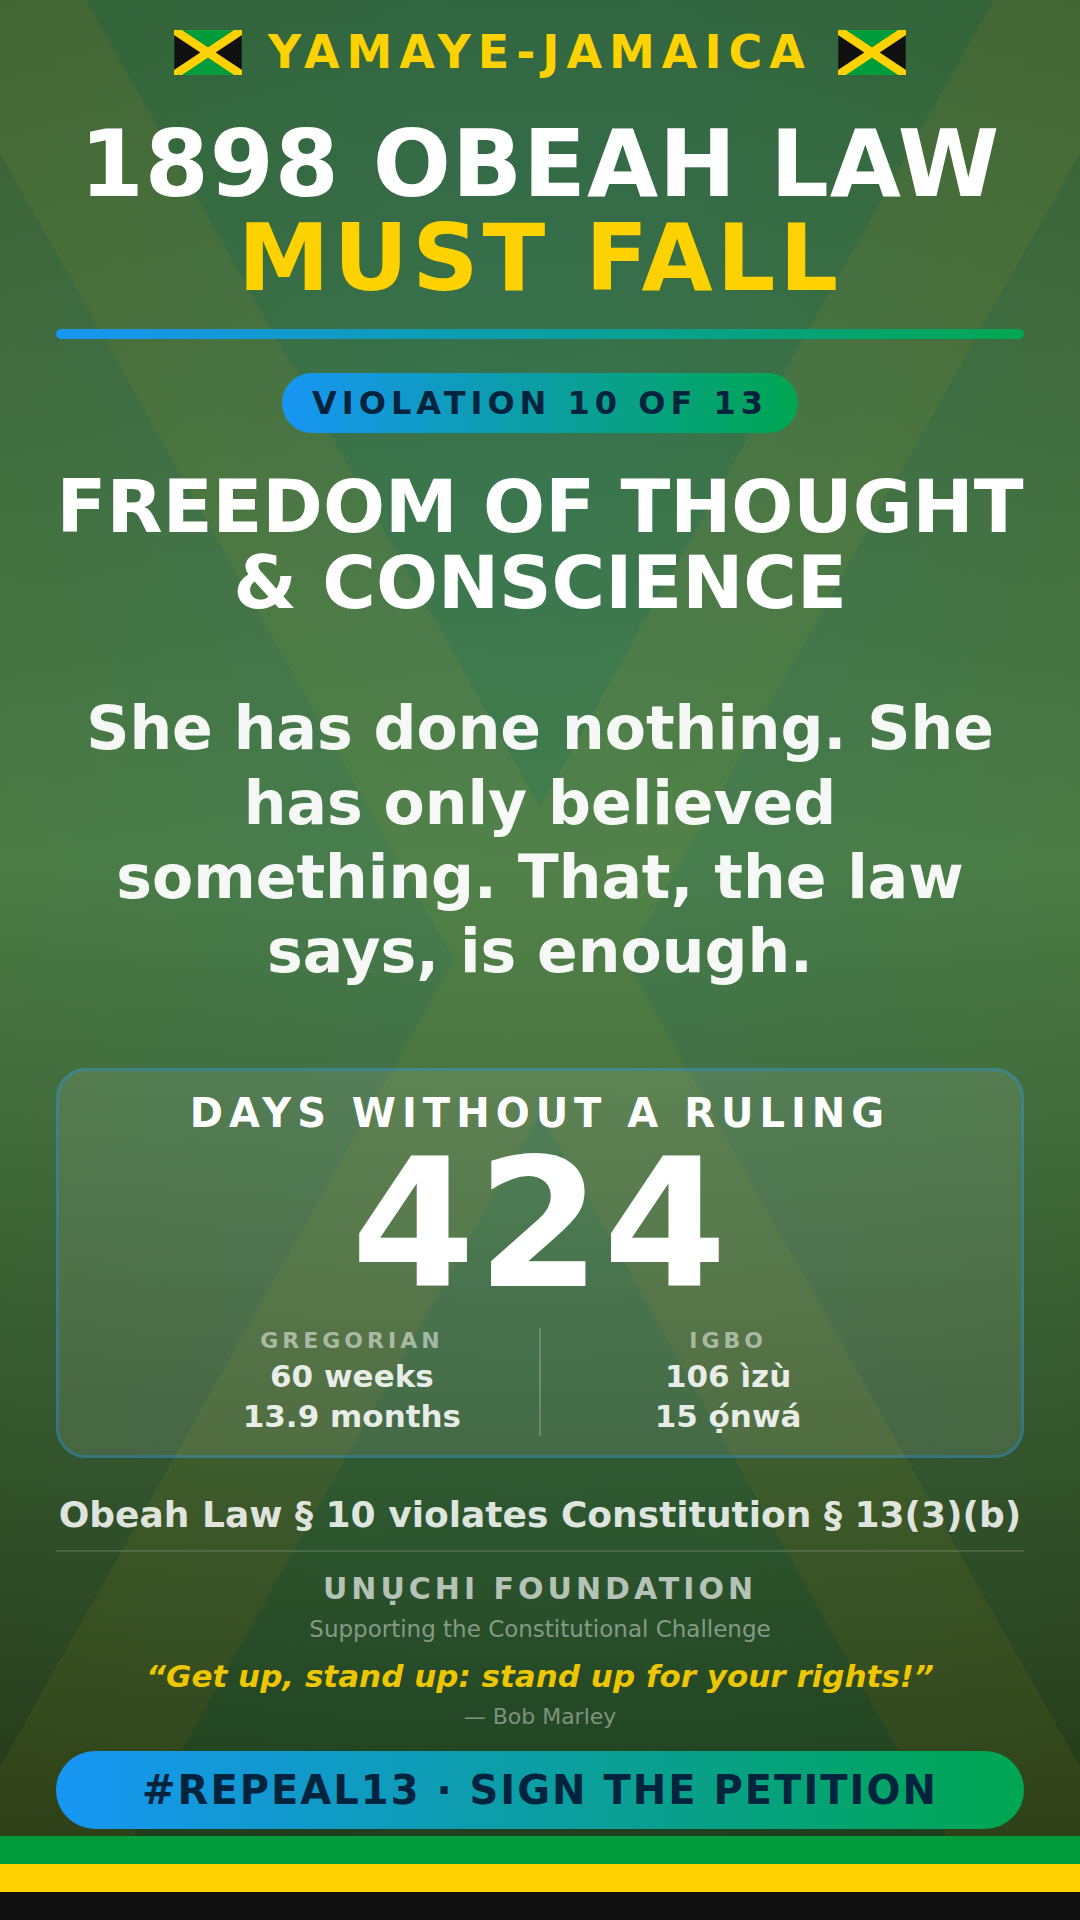 YAMAYE-JAMAICA
1898 OBEAH LAW
MUST FALL
VIOLATION 10 OF 13
FREEDOM OF THOUGHT
& CONSCIENCE
She has done nothing. She
has only believed
something. That, the law
says, is enough.
DAYS WITHOUT A RULING
424
GREGORIAN
60 weeks
13.9 months
IGBO
106 ìzù
15 ọ́nwá
Obeah Law § 10 violates Constitution § 13(3)(b)
UNỤCHI FOUNDATION
Supporting the Constitutional Challenge
“Get up, stand up: stand up for your rights!”
— Bob Marley
#REPEAL13 · SIGN THE PETITION